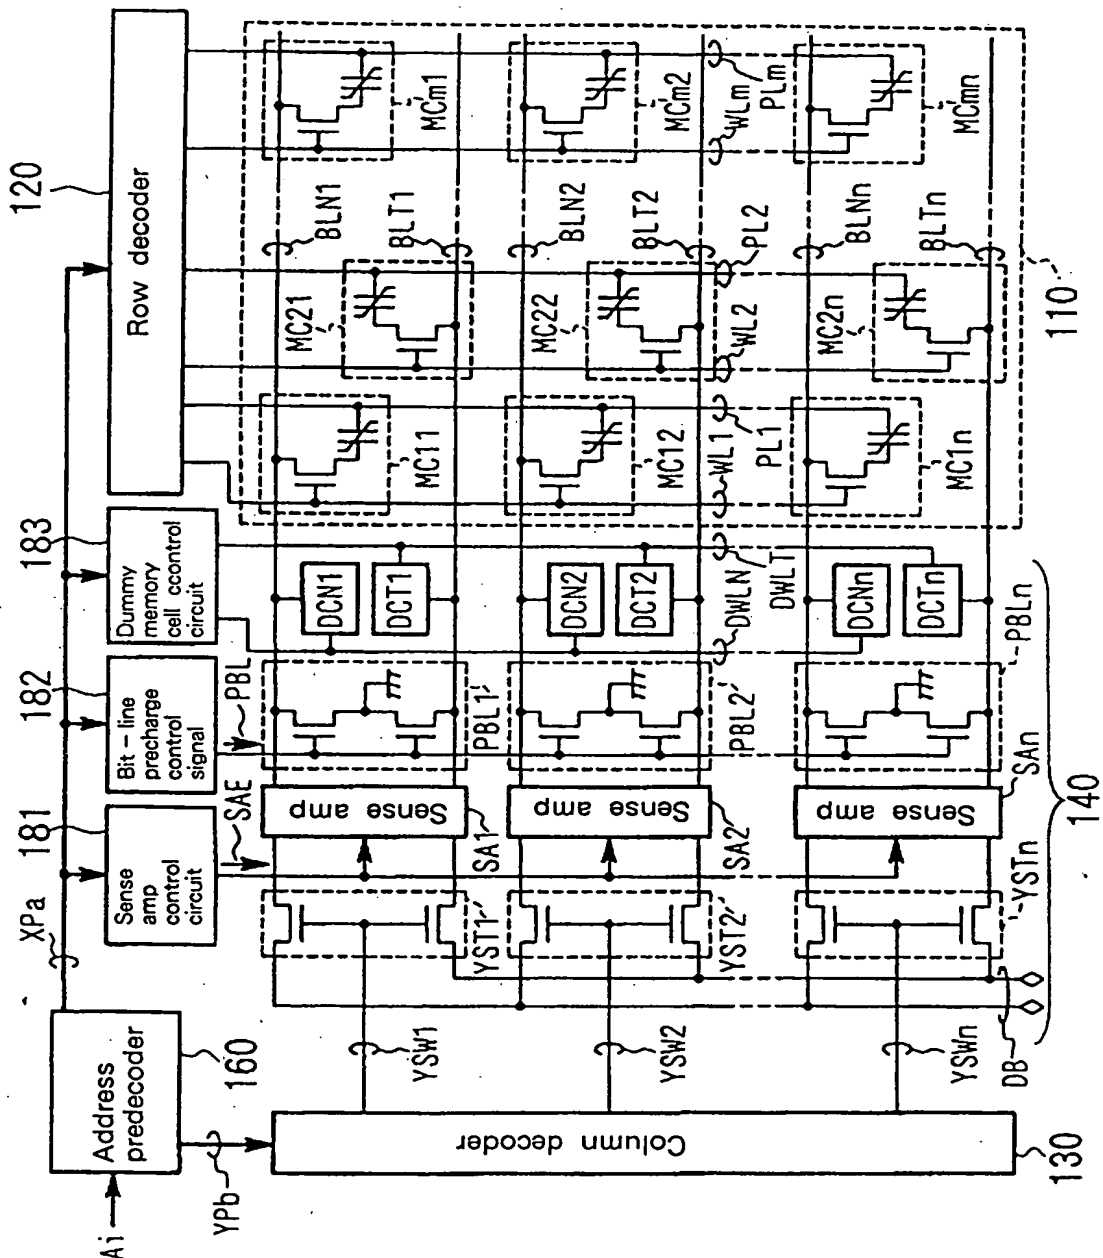 120
Row decoder
183
Dummy
memory
cell ccontrol
circuit
182
Bit-line
precharge
control
signal
181
Sense
amp
control
circuit
XPa
Address
predecoder
160
Ai
YPb
Column decoder
130
PBL
SAE
MCm1
MCm2
MCmn
WLm
PLm
BLN1
BLT1
BLN2
BLT2
BLNn
BLTn
PL2
WL2
MC21
MC22
MC2n
110
MC11
MC12
MC1n
WL1
PL1
DCN1
DCT1
DCN2
DCT2
DCNn
DCTn
DWLN
DWLT
PBL1
PBL2
PBLn
Sense amp
Sense amp
Sense amp
SA1
SA2
SAn
YST1
YST2
YSTn
YSW1
YSW2
YSWn
DB
140